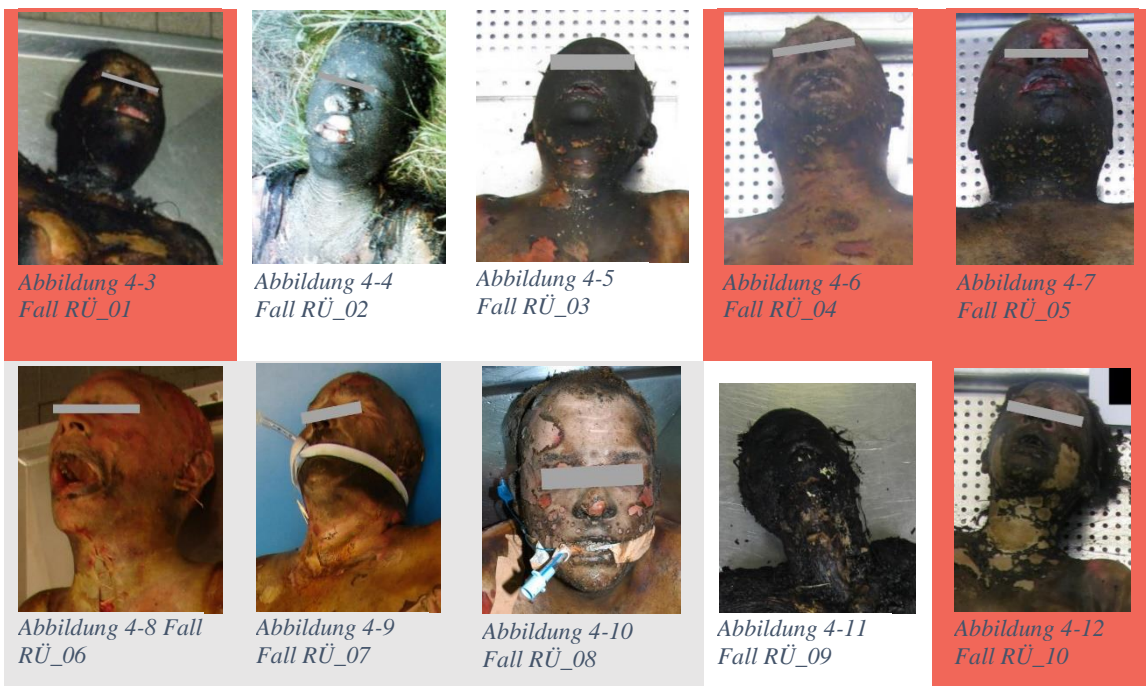 Abbildung 4-3
Fall RÜ_01
Abbildung 4-4
Fall RÜ_02
Abbildung 4-5
Fall RÜ_03
Abbildung 4-6
Fall RÜ_04
Abbildung 4-7
Fall RÜ_05
Abbildung 4-8 Fall
RÜ_06
Abbildung 4-9
Fall RÜ_07
Abbildung 4-10
Fall RÜ_08
Abbildung 4-11
Fall RÜ_09
Abbildung 4-12
Fall RÜ_10